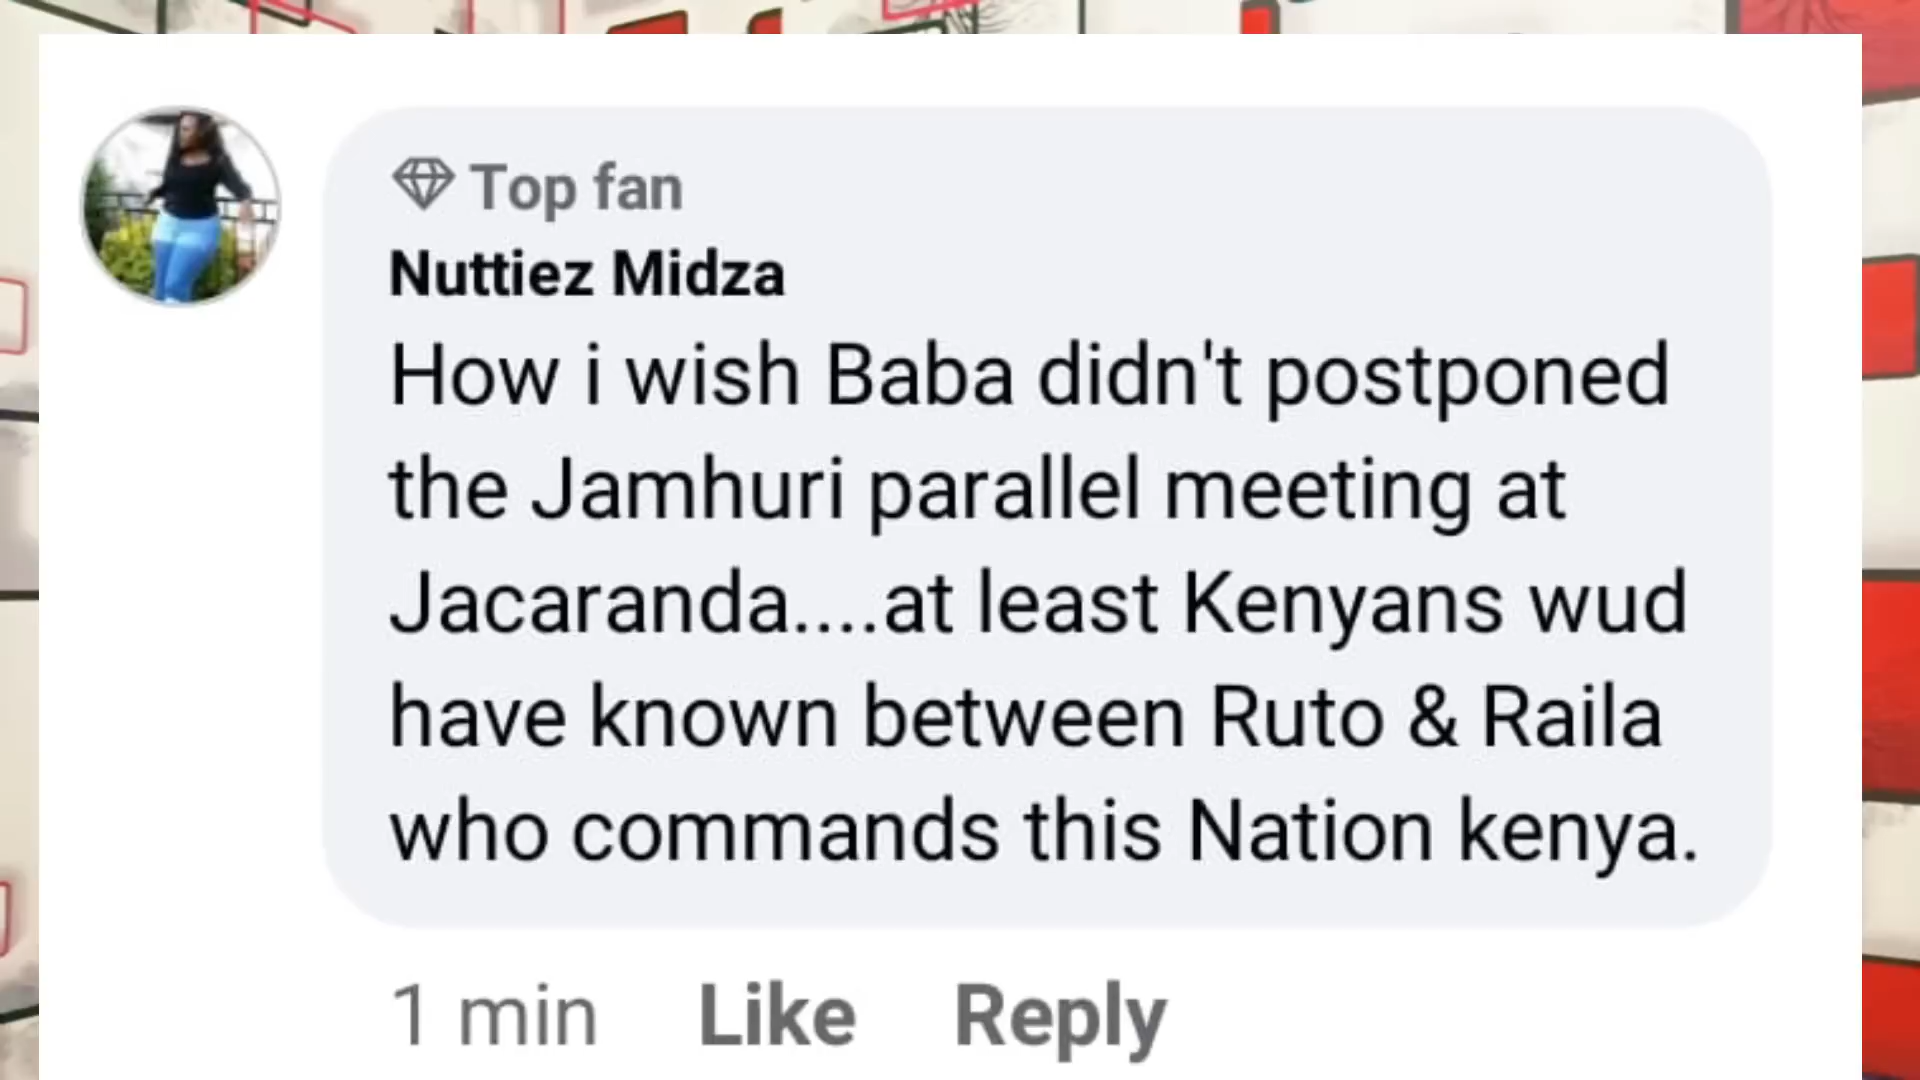 Top fan
Nuttiez Midza
How i wish Baba didn't postponed
the Jamhuri parallel meeting at
Jacaranda....at least Kenyans wud
have known between Ruto & Raila
who commands this Nation kenya.
1 min Like Reply